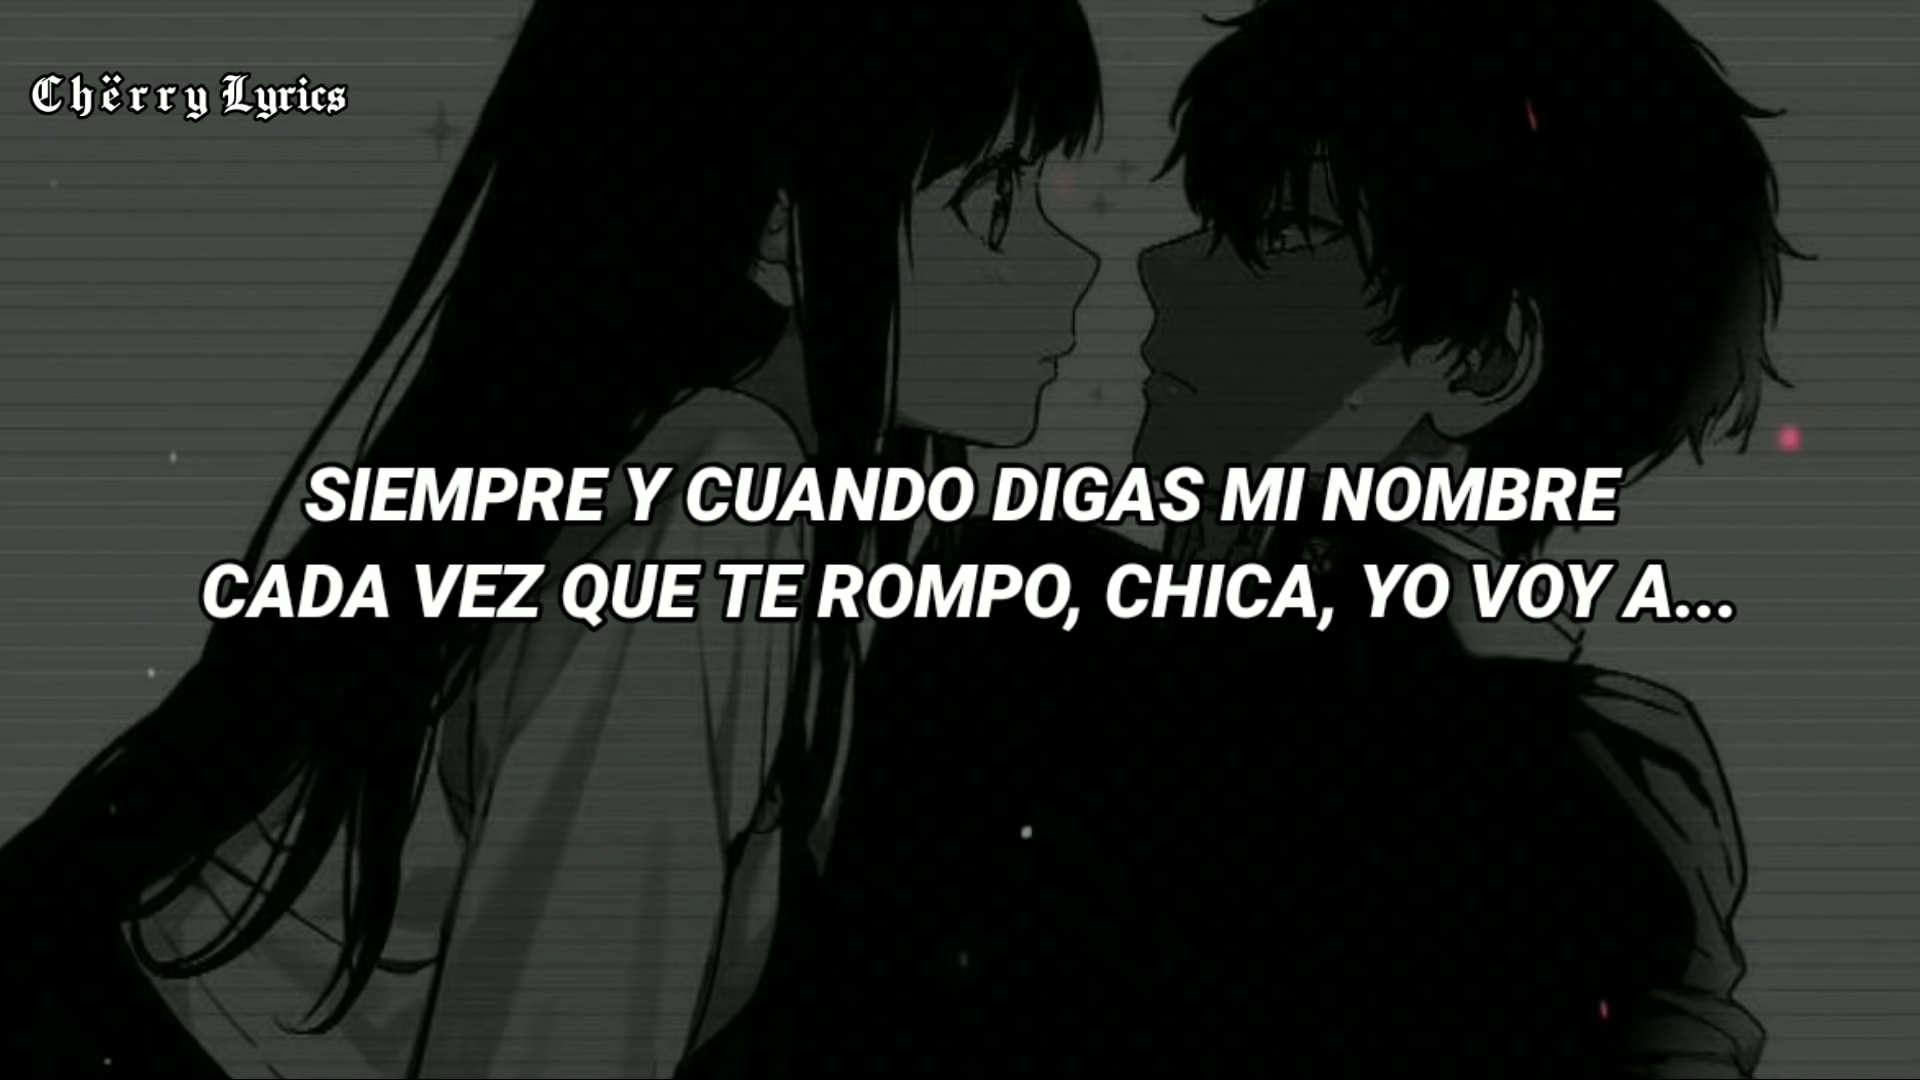 Chërry Lyrics
SIEMPRE Y CUANDO DIGAS MI NOMBRE
CADA VEZ QUE TE ROMPO, CHICA, YO VOY A...